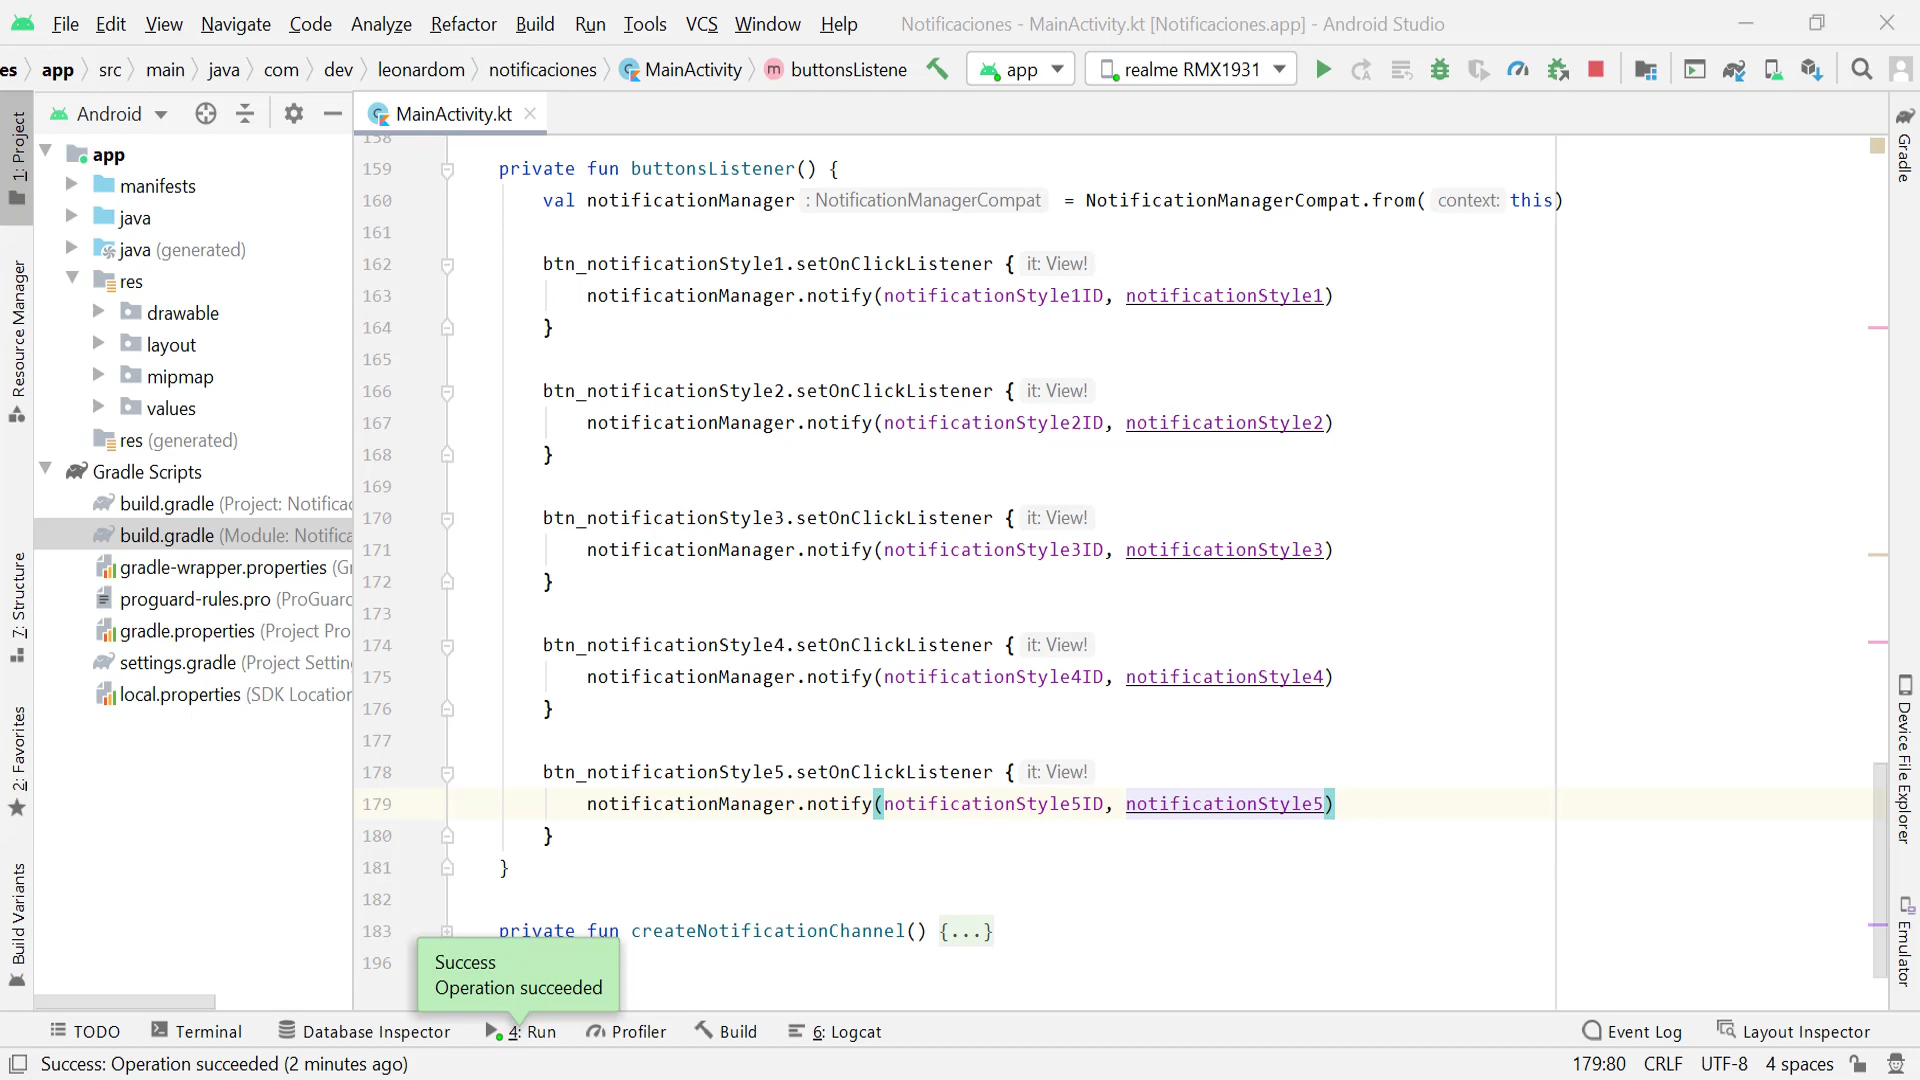 File Edit View Navigate Code Analyze Refactor Build Run Tools VCS Window Help Notificaciones - MainActivity.kt [Notificaciones.app] - Android Studio
es app src main java com dev leonardom notificaciones MainActivity m buttonsListene app realme RMX1931
Android MainActivity.kt
1: Project
Resource Manager
7: Structure
2: Favorites
Build Variants
app
manifests
java
java (generated)
res
drawable
layout
mipmap
values
res (generated)
Gradle Scripts
build.gradle (Project: Notificac
build.gradle (Module: Notifica
gradle-wrapper.properties (Gr
proguard-rules.pro (ProGuard
gradle.properties (Project Pro
settings.gradle (Project Settin
local.properties (SDK Location
158
159 private fun buttonsListener() {
160 val notificationManager : NotificationManagerCompat = NotificationManagerCompat.from( context: this)
161
162 btn_notificationStyle1.setOnClickListener { it: View!
163 notificationManager.notify(notificationStyle1ID, notificationStyle1)
164 }
165
166 btn_notificationStyle2.setOnClickListener { it: View!
167 notificationManager.notify(notificationStyle2ID, notificationStyle2)
168 }
169
170 btn_notificationStyle3.setOnClickListener { it: View!
171 notificationManager.notify(notificationStyle3ID, notificationStyle3)
172 }
173
174 btn_notificationStyle4.setOnClickListener { it: View!
175 notificationManager.notify(notificationStyle4ID, notificationStyle4)
176 }
177
178 btn_notificationStyle5.setOnClickListener { it: View!
179 notificationManager.notify(notificationStyle5ID, notificationStyle5)
180 }
181 }
182
183 private fun createNotificationChannel() {...}
196
Success
Operation succeeded
Gradle
Device File Explorer
Emulator
TODO Terminal Database Inspector 4: Run Profiler Build 6: Logcat Event Log Layout Inspector
Success: Operation succeeded (2 minutes ago) 179:80 CRLF UTF-8 4 spaces